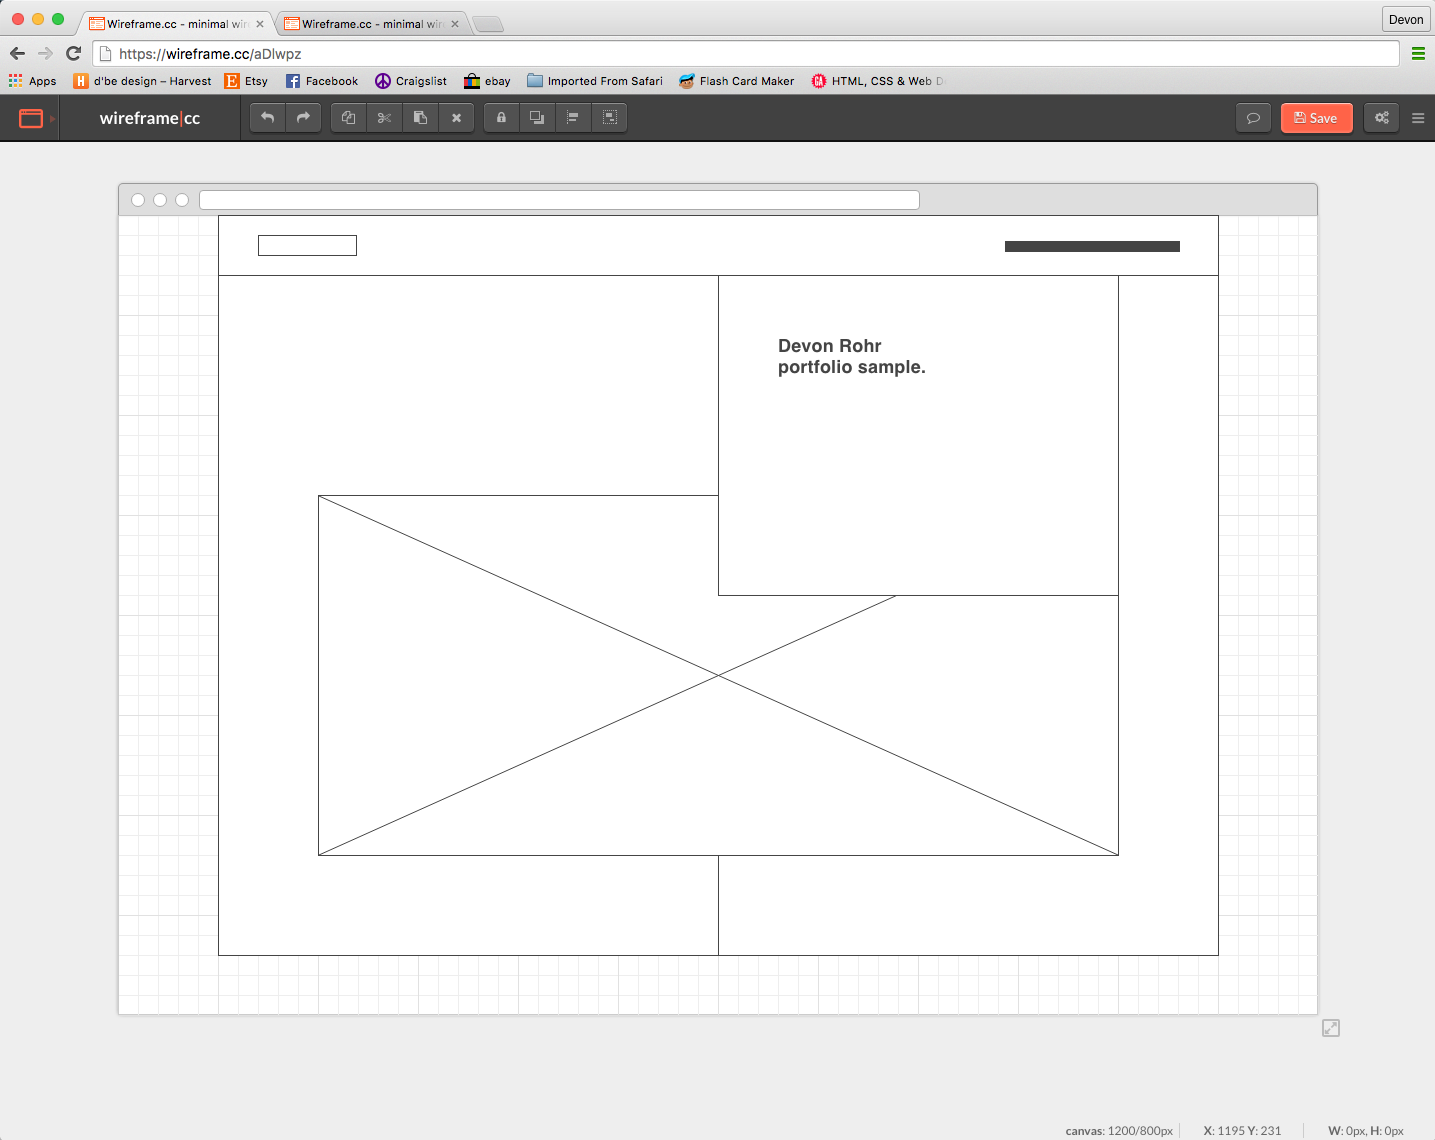 Wireframe.cc - minimal wir
Wireframe.cc - minimal wir
Devon
https://wireframe.cc/aDlwpz
Apps
H d'be design – Harvest
E Etsy
f Facebook
Craigslist
ebay
Imported From Safari
Flash Card Maker
GA HTML, CSS & Web D
wireframe|cc
Save
Devon Rohr
portfolio sample.
canvas: 1200/800px
X: 1195 Y: 231
W: 0px, H: 0px